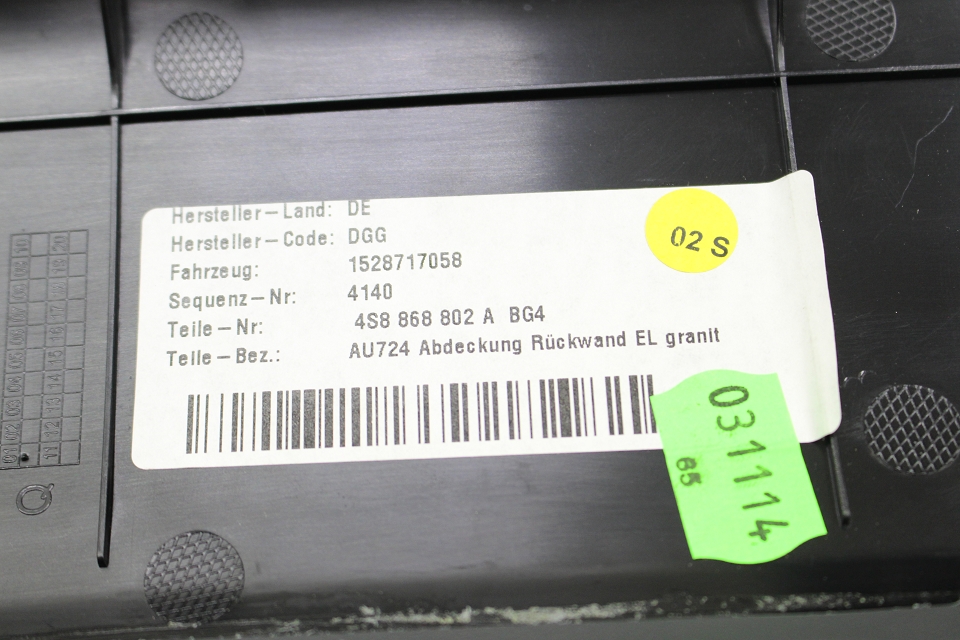 Hersteller-Land: DE
Hersteller-Code: DGG
Fahrzeug: 1528717058
Sequenz-Nr: 4140
Teile-Nr: 4S8 868 802 A BG4
Teile-Bez.: AU724 Abdeckung Rückwand EL granit
02 S
031114
65